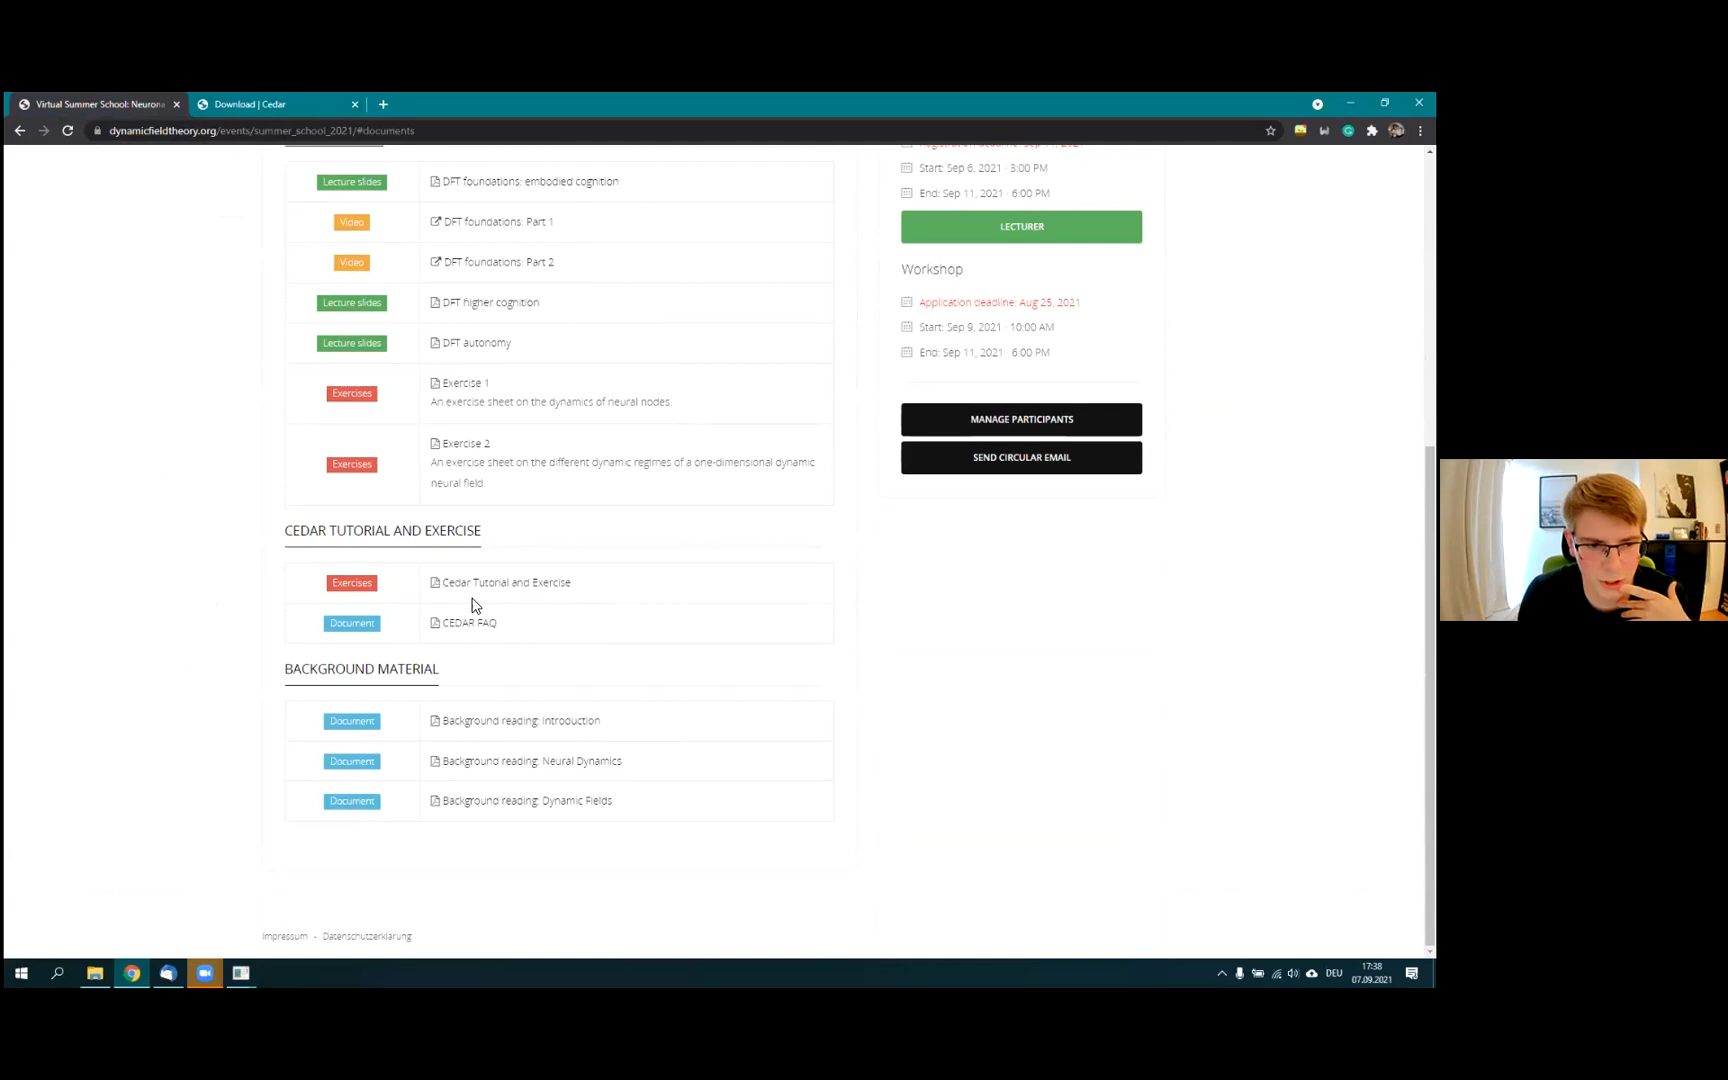 Virtual Summer School: Neurona
Download | Cedar
dynamicfieldtheory.org/events/summer_school_2021/#documents
Registration deadline: Sep 11, 2021
Lecture slides
DFT foundations: embodied cognition
Start: Sep 6, 2021 · 3:00 PM
End: Sep 11, 2021 · 6:00 PM
Video
DFT foundations: Part 1
LECTURER
Video
DFT foundations: Part 2
Workshop
Lecture slides
DFT higher cognition
Application deadline: Aug 25, 2021
Start: Sep 9, 2021 · 10:00 AM
Lecture slides
DFT autonomy
End: Sep 11, 2021 · 6:00 PM
Exercises
Exercise 1
An exercise sheet on the dynamics of neural nodes.
MANAGE PARTICIPANTS
Exercises
Exercise 2
An exercise sheet on the different dynamic regimes of a one-dimensional dynamic
neural field.
SEND CIRCULAR EMAIL
CEDAR TUTORIAL AND EXERCISE
Exercises
Cedar Tutorial and Exercise
Document
CEDAR FAQ
BACKGROUND MATERIAL
Document
Background reading: Introduction
Document
Background reading: Neural Dynamics
Document
Background reading: Dynamic Fields
Impressum - Datenschutzerklärung
DEU
17:38
07.09.2021